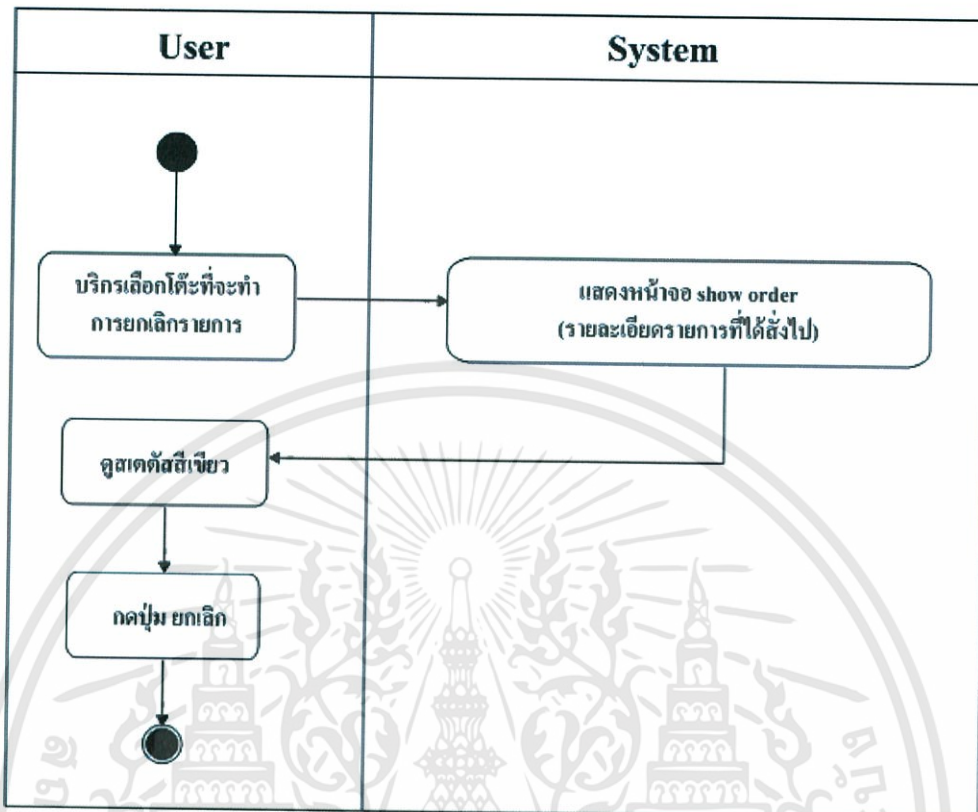 User
System
บริกรเลือกโต๊ะที่จะทำ
การยกเลิกรายการ
แสดงหน้าจอ show order
(รายละเอียดรายการที่ได้สั่งไป)
ดูสเตตัสสีเขียว
กดปุ่ม ยกเลิก